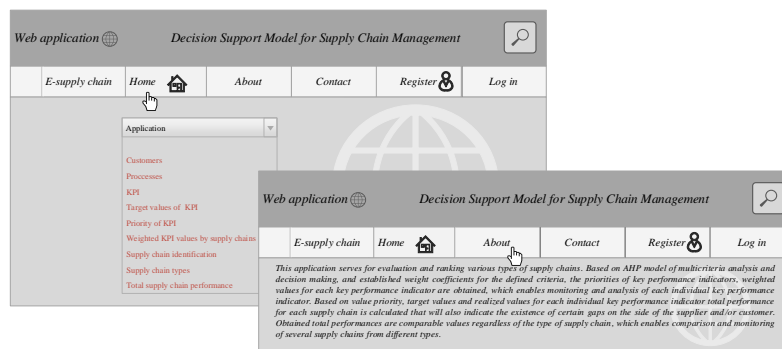 Web application Decision Support Model for Supply Chain Management
E-supply chain Home About Contact Register Log in
Application
Customers
Proccesses
KPI
Target values of KPI
Priority of KPI
Weighted KPI values by supply chains
Supply chain identification
Supply chain types
Total supply chain performance
Web application Decision Support Model for Supply Chain Management
E-supply chain Home About Contact Register Log in
This application serves for evaluation and ranking various types of supply chains. Based on AHP model of multicriteria analysis and
decision making, and established weight coefficients for the defined criteria, the priorities of key performance indicators, weighted
values for each key performance indicator are obtained, which enables monitoring and analysis of each individual key performance
indicator. Based on value priority, target values and realized values for each individual key performance indicator total performance
for each supply chain is calculated that will also indicate the existence of certain gaps on the side of the supplier and/or customer.
Obtained total performances are comparable values regardless of the type of supply chain, which enables comparison and monitoring
of several supply chains from different types.